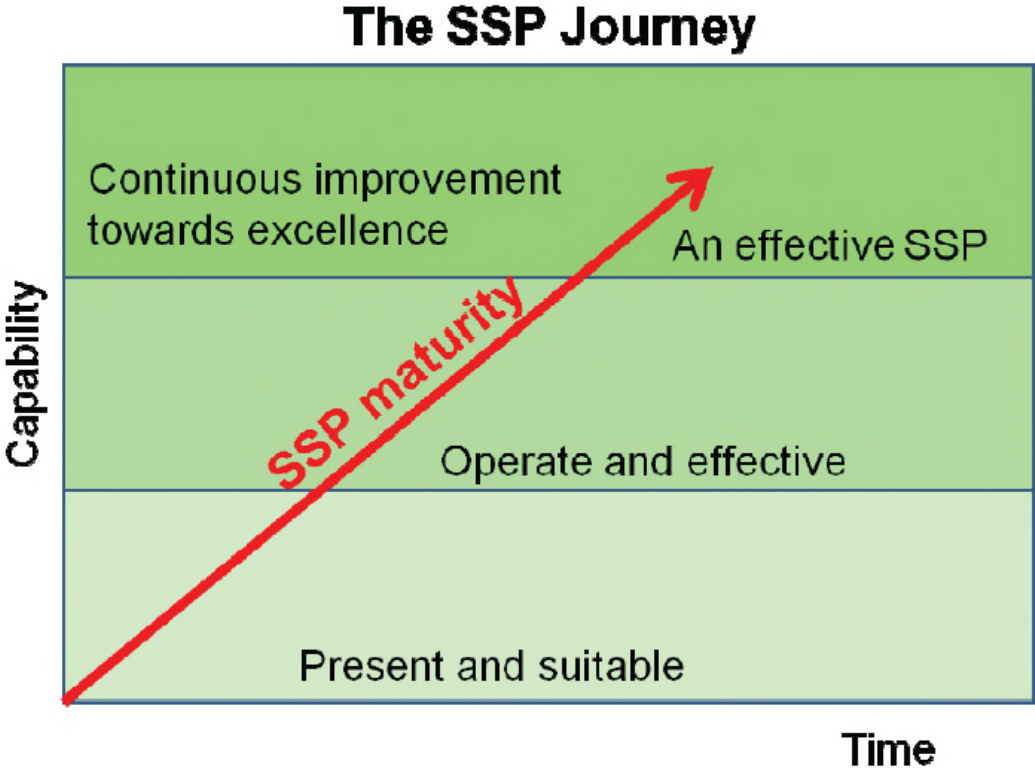 The SSP Journey
Continuous improvement
towards excellence
An effective SSP
Capability
SSP maturity
Operate and effective
Present and suitable
Time